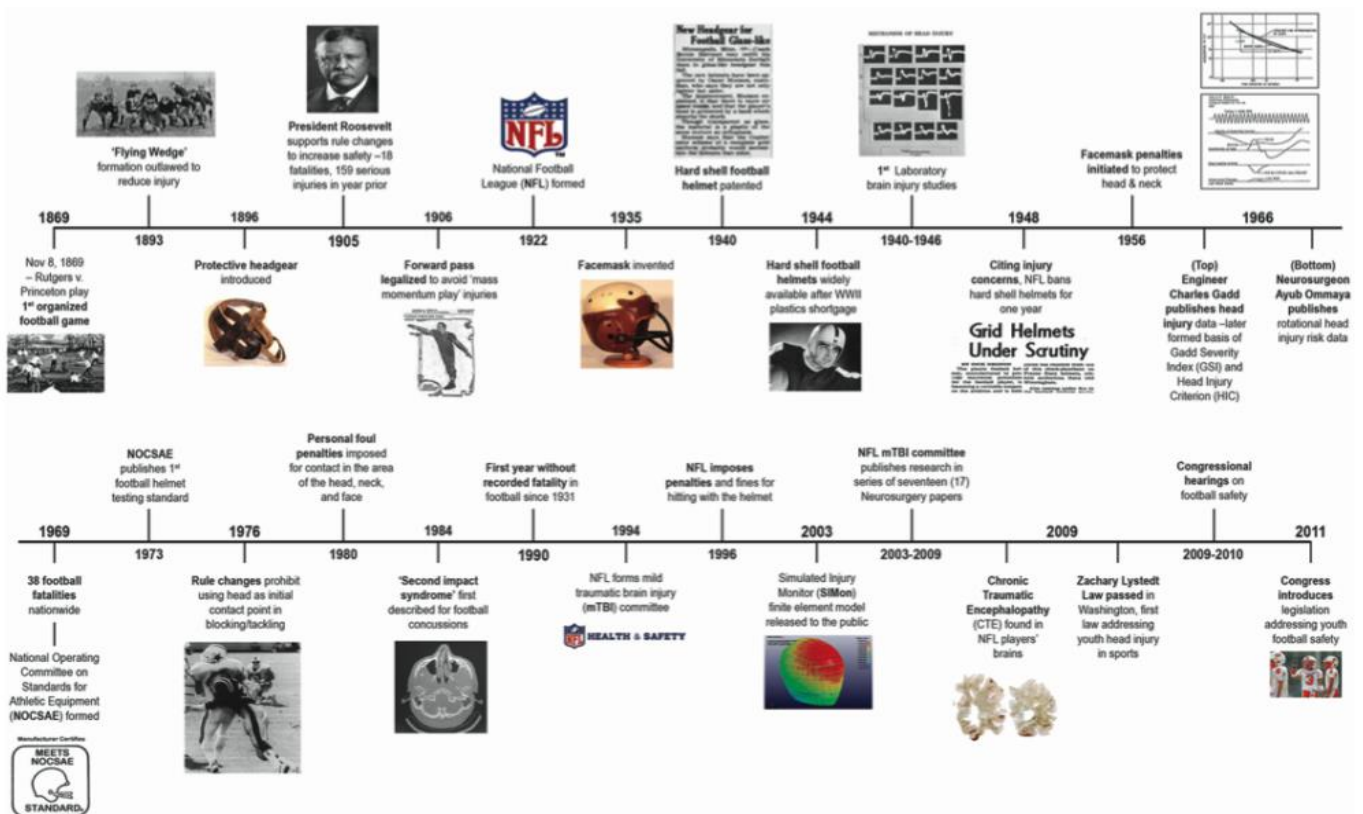 'Flying Wedge'
formation outlawed to
reduce injury
President Roosevelt
supports rule changes
to increase safety –18
fatalities, 159 serious
injuries in year prior
NFL
National Football
League (NFL) formed
New Headgear for
Football Glass-like
Hard shell football
helmet patented
MECHANISM OF HEAD INJURY
1st Laboratory
brain injury studies
Facemask penalties
initiated to protect
head & neck
1869
1896
1906
1935
1944
1948
1966
1893
1905
1922
1940
1940-1946
1956
Nov 8, 1869
– Rutgers v.
Princeton play
1st organized
football game
Protective headgear
introduced
Forward pass
legalized to avoid 'mass
momentum play' injuries
Facemask invented
Hard shell football
helmets widely
available after WWII
plastics shortgage
Citing injury
concerns, NFL bans
hard shell helmets for
one year
Grid Helmets
Under Scrutiny
(Top)
Engineer
Charles Gadd
publishes head
injury data –later
formed basis of
Gadd Severity
Index (GSI) and
Head Injury
Criterion (HIC)
(Bottom)
Neurosurgeon
Ayub Ommaya
publishes
rotational head
injury risk data
NOCSAE
publishes 1st
football helmet
testing standard
Personal foul
penalties imposed
for contact in the area
of the head, neck,
and face
First year without
recorded fatality in
football since 1931
NFL imposes
penalties and fines for
hitting with the helmet
NFL mTBI committee
publishes research in
series of seventeen (17)
Neurosurgery papers
Congressional
hearings on
football safety
1969
1976
1984
1994
2003
2009
2011
1973
1980
1990
1996
2003-2009
2009-2010
38 football
fatalities
nationwide
National Operating
Committee on
Standards for
Athletic Equipment
(NOCSAE) formed
Manufacturer Certifies
MEETS
NOCSAE
STANDARD
Rule changes prohibit
using head as initial
contact point in
blocking/tackling
'Second impact
syndrome' first
described for football
concussions
NFL forms mild
traumatic brain injury
(mTBI) committee
NFL HEALTH & SAFETY
Simulated Injury
Monitor (SIMon)
finite element model
released to the public
Chronic
Traumatic
Encephalopathy
(CTE) found in
NFL players'
brains
Zachary Lystedt
Law passed in
Washington, first
law addressing
youth head injury
in sports
Congress
introduces
legislation
addressing youth
football safety